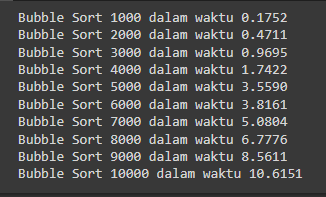 Bubble Sort 1000 dalam waktu 0.1752
Bubble Sort 2000 dalam waktu 0.4711
Bubble Sort 3000 dalam waktu 0.9695
Bubble Sort 4000 dalam waktu 1.7422
Bubble Sort 5000 dalam waktu 3.5590
Bubble Sort 6000 dalam waktu 3.8161
Bubble Sort 7000 dalam waktu 5.0804
Bubble Sort 8000 dalam waktu 6.7776
Bubble Sort 9000 dalam waktu 8.5611
Bubble Sort 10000 dalam waktu 10.6151